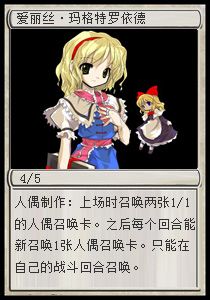 爱丽丝·玛格特罗依德
4/5
人偶制作：上场时召唤两张1/1
的人偶召唤卡。之后每个回合能
新召唤1张人偶召唤卡。只能在
自己的战斗回合召唤。